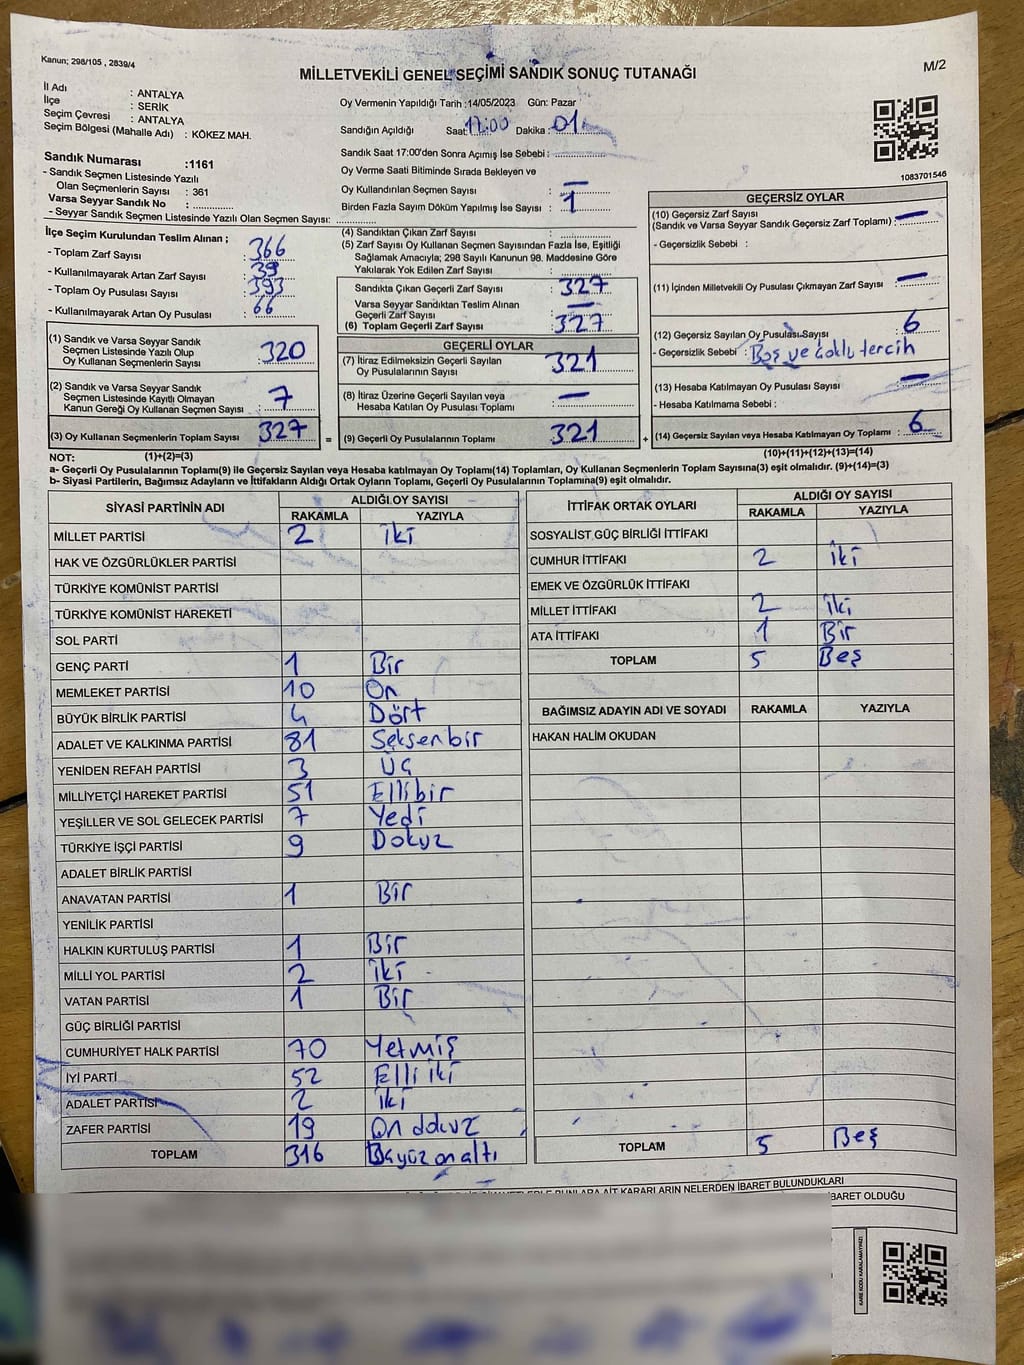 Kanun; 298/105 , 2839/4
MİLLETVEKİLİ GENEL SEÇİMİ SANDIK SONUÇ TUTANAĞI
M/2
İl Adı : ANTALYA
İlçe : SERİK
Seçim Çevresi : ANTALYA
Seçim Bölgesi (Mahalle Adı) : KÖKEZ MAH.
Sandık Numarası :1161
- Sandık Seçmen Listesinde Yazılı
Olan Seçmenlerin Sayısı : 361
Varsa Seyyar Sandık No :
- Seyyar Sandık Seçmen Listesinde Yazılı Olan Seçmen Sayısı:
Oy Vermenin Yapıldığı Tarih :14/05/2023 Gün: Pazar
Sandığın Açıldığı Saat: 17:00 Dakika : 01
Sandık Saat 17:00'den Sonra Açımış İse Sebebi :
Oy Verme Saati Bitiminde Sırada Bekleyen ve
Oy Kullandırılan Seçmen Sayısı : –
Birden Fazla Sayım Döküm Yapılmış İse Sayısı : 1
1083701546
İlçe Seçim Kurulundan Teslim Alınan ;
- Toplam Zarf Sayısı : 366
- Kullanılmayarak Artan Zarf Sayısı : 39
- Toplam Oy Pusulası Sayısı : 393
- Kullanılmayarak Artan Oy Pusulası : 66
(1) Sandık ve Varsa Seyyar Sandık
Seçmen Listesinde Yazılı Olup
Oy Kullanan Seçmenlerin Sayısı : 320
(2) Sandık ve Varsa Seyyar Sandık
Seçmen Listesinde Kayıtlı Olmayan
Kanun Gereği Oy Kullanan Seçmen Sayısı : 7
(3) Oy Kullanan Seçmenlerin Toplam Sayısı : 327
(4) Sandıktan Çıkan Zarf Sayısı :
(5) Zarf Sayısı Oy Kullanan Seçmen Sayısından Fazla İse, Eşitliği
Sağlamak Amacıyla; 298 Sayılı Kanunun 98. Maddesine Göre
Yakılarak Yok Edilen Zarf Sayısı :
Sandıkta Çıkan Geçerli Zarf Sayısı : 327
Varsa Seyyar Sandıktan Teslim Alınan
Geçerli Zarf Sayısı : –
(6) Toplam Geçerli Zarf Sayısı : 327
GEÇERLİ OYLAR
(7) İtiraz Edilmeksizin Geçerli Sayılan
Oy Pusulalarının Sayısı : 321
(8) İtiraz Üzerine Geçerli Sayılan veya
Hesaba Katılan Oy Pusulası Toplamı : –
= (9) Geçerli Oy Pusulalarının Toplamı : 321
GEÇERSİZ OYLAR
(10) Geçersiz Zarf Sayısı
(Sandık ve Varsa Seyyar Sandık Geçersiz Zarf Toplamı) : –
- Geçersizlik Sebebi :
(11) İçinden Milletvekili Oy Pusulası Çıkmayan Zarf Sayısı : –
(12) Geçersiz Sayılan Oy Pusulası Sayısı : 6
- Geçersizlik Sebebi : Boş ve Çoklu tercih
(13) Hesaba Katılmayan Oy Pusulası Sayısı : –
- Hesaba Katılmama Sebebi :
+ (14) Geçersiz Sayılan veya Hesaba Katılmayan Oy Toplamı : 6
NOT: (1)+(2)=(3) (10)+(11)+(12)+(13)=(14)
a- Geçerli Oy Pusulalarının Toplamı(9) ile Geçersiz Sayılan veya Hesaba katılmayan Oy Toplamı(14) Toplamları, Oy Kullanan Seçmenlerin Toplam Sayısına(3) eşit olmalıdır. (9)+(14)=(3)
b- Siyasi Partilerin, Bağımsız Adayların ve İttifakların Aldığı Ortak Oyların Toplamı, Geçerli Oy Pusulalarının Toplamına(9) eşit olmalıdır.
SİYASİ PARTİNİN ADI ALDIĞI OY SAYISI
RAKAMLA YAZIYLA
MİLLET PARTİSİ 2 iki
HAK VE ÖZGÜRLÜKLER PARTİSİ
TÜRKİYE KOMÜNİST PARTİSİ
TÜRKİYE KOMÜNİST HAREKETİ
SOL PARTİ
GENÇ PARTİ 1 Bir
MEMLEKET PARTİSİ 10 On
BÜYÜK BİRLİK PARTİSİ 4 Dört
ADALET VE KALKINMA PARTİSİ 81 Seksenbir
YENİDEN REFAH PARTİSİ 3 Üç
MİLLİYETÇİ HAREKET PARTİSİ 51 Ellibir
YEŞİLLER VE SOL GELECEK PARTİSİ 7 Yedi
TÜRKİYE İŞÇİ PARTİSİ 9 Dokuz
ADALET BİRLİK PARTİSİ
ANAVATAN PARTİSİ 1 Bir
YENİLİK PARTİSİ
HALKIN KURTULUŞ PARTİSİ 1 Bir
MİLLİ YOL PARTİSİ 2 iki
VATAN PARTİSİ 1 Bir
GÜÇ BİRLİĞİ PARTİSİ
CUMHURİYET HALK PARTİSİ 70 Yetmiş
İYİ PARTİ 52 Elli iki
ADALET PARTİSİ 2 iki
ZAFER PARTİSİ 19 On dokuz
TOPLAM 316
İTTİFAK ORTAK OYLARI ALDIĞI OY SAYISI
RAKAMLA YAZIYLA
SOSYALİST GÜÇ BİRLİĞİ İTTİFAKI
CUMHUR İTTİFAKI 2 iki
EMEK VE ÖZGÜRLÜK İTTİFAKI
MİLLET İTTİFAKI 2 iki
ATA İTTİFAKI 1 Bir
TOPLAM 5 Beş
BAĞIMSIZ ADAYIN ADI VE SOYADI RAKAMLA YAZIYLA
HAKAN HALİM OKUDAN
TOPLAM 5 Beş
AİT KARARLARIN NELERDEN İBARET BULUNDUKLARI
İBARET OLDUĞU
KARE KODU KARALAMAYINIZ!